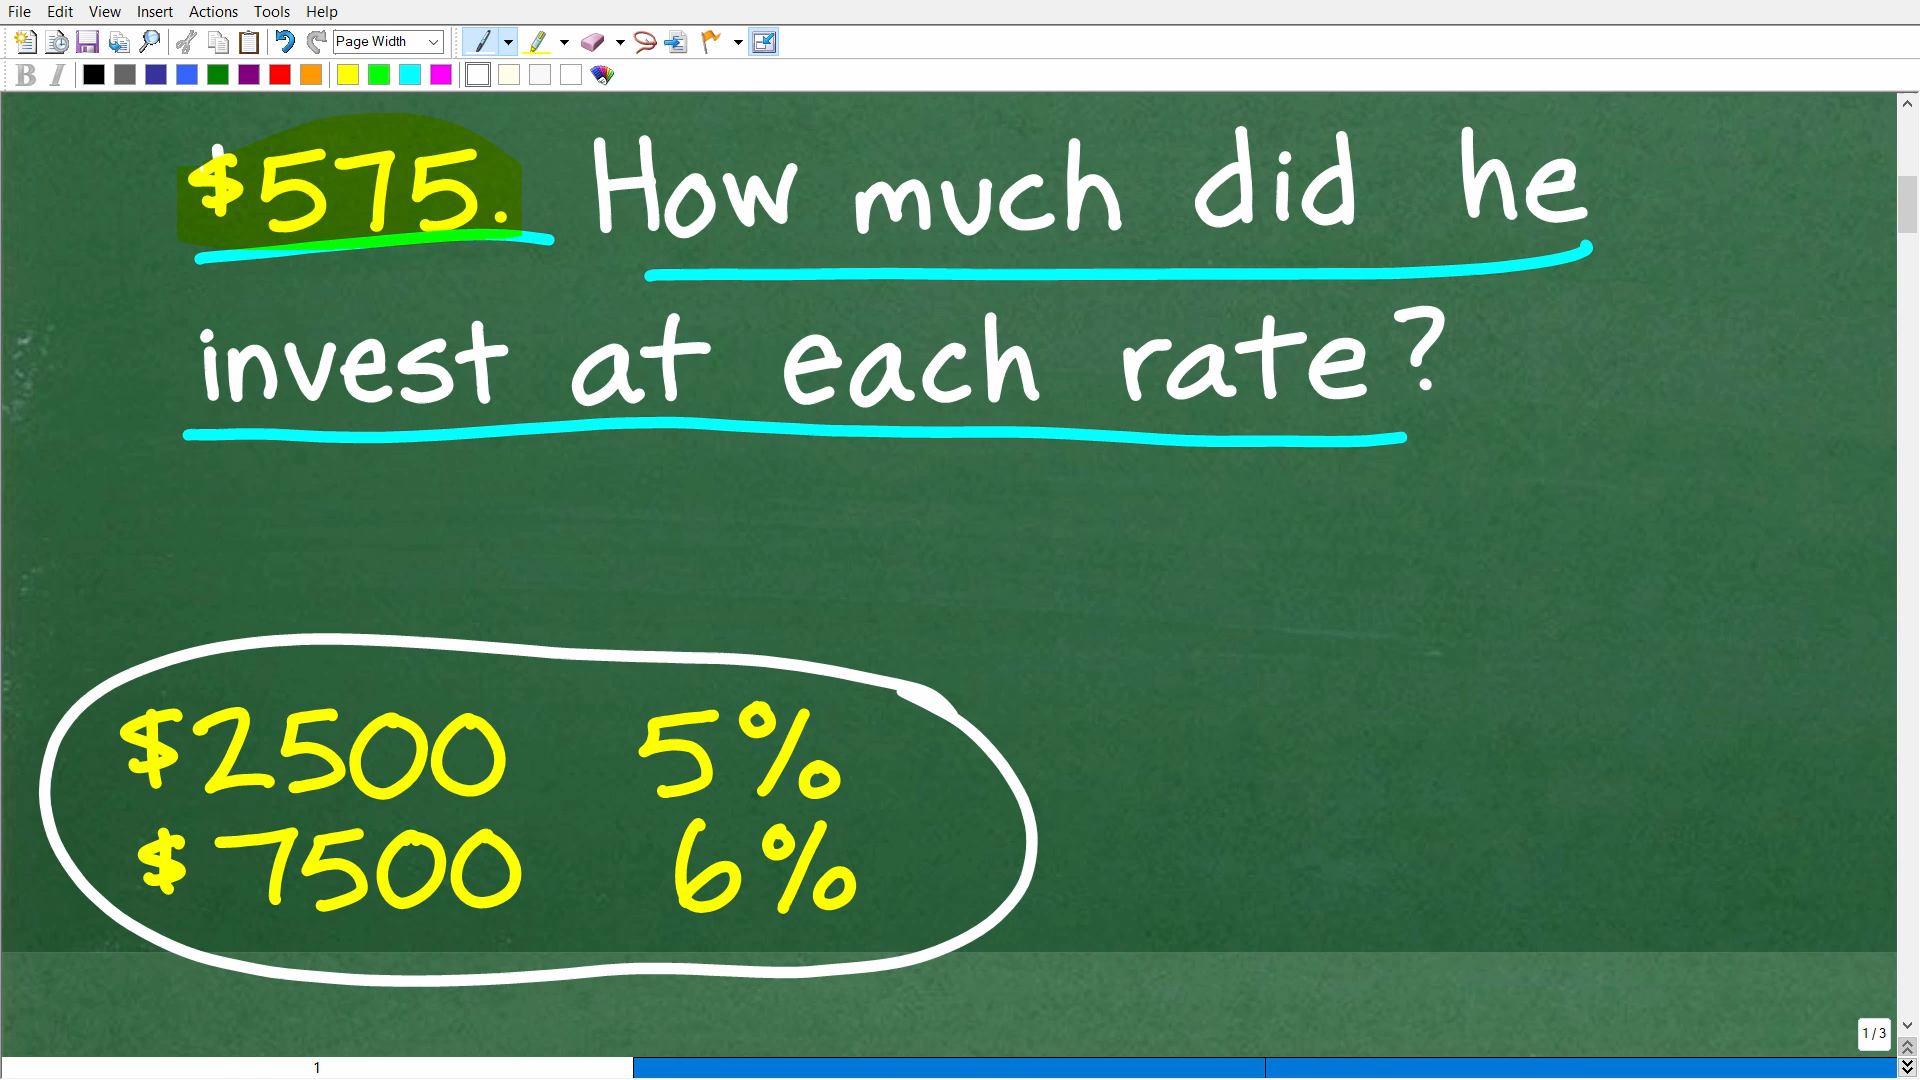 File Edit View Insert Actions Tools Help
Page Width
B I
$575. How much did he
invest at each rate?
$2500 5%
$7500 6%
1 / 3
1